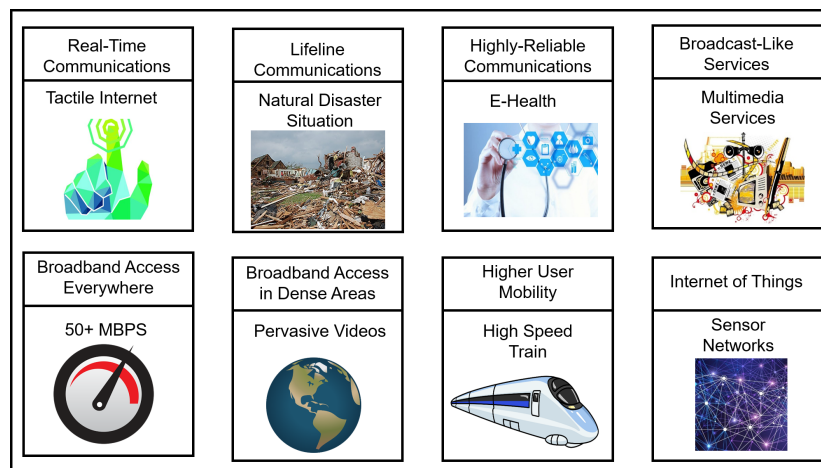 Real-Time
Communications
Tactile Internet
Lifeline
Communications
Natural Disaster
Situation
Highly-Reliable
Communications
E-Health
Broadcast-Like
Services
Multimedia
Services
Broadband Access
Everywhere
50+ MBPS
Broadband Access
in Dense Areas
Pervasive Videos
Higher User
Mobility
High Speed
Train
Internet of Things
Sensor
Networks